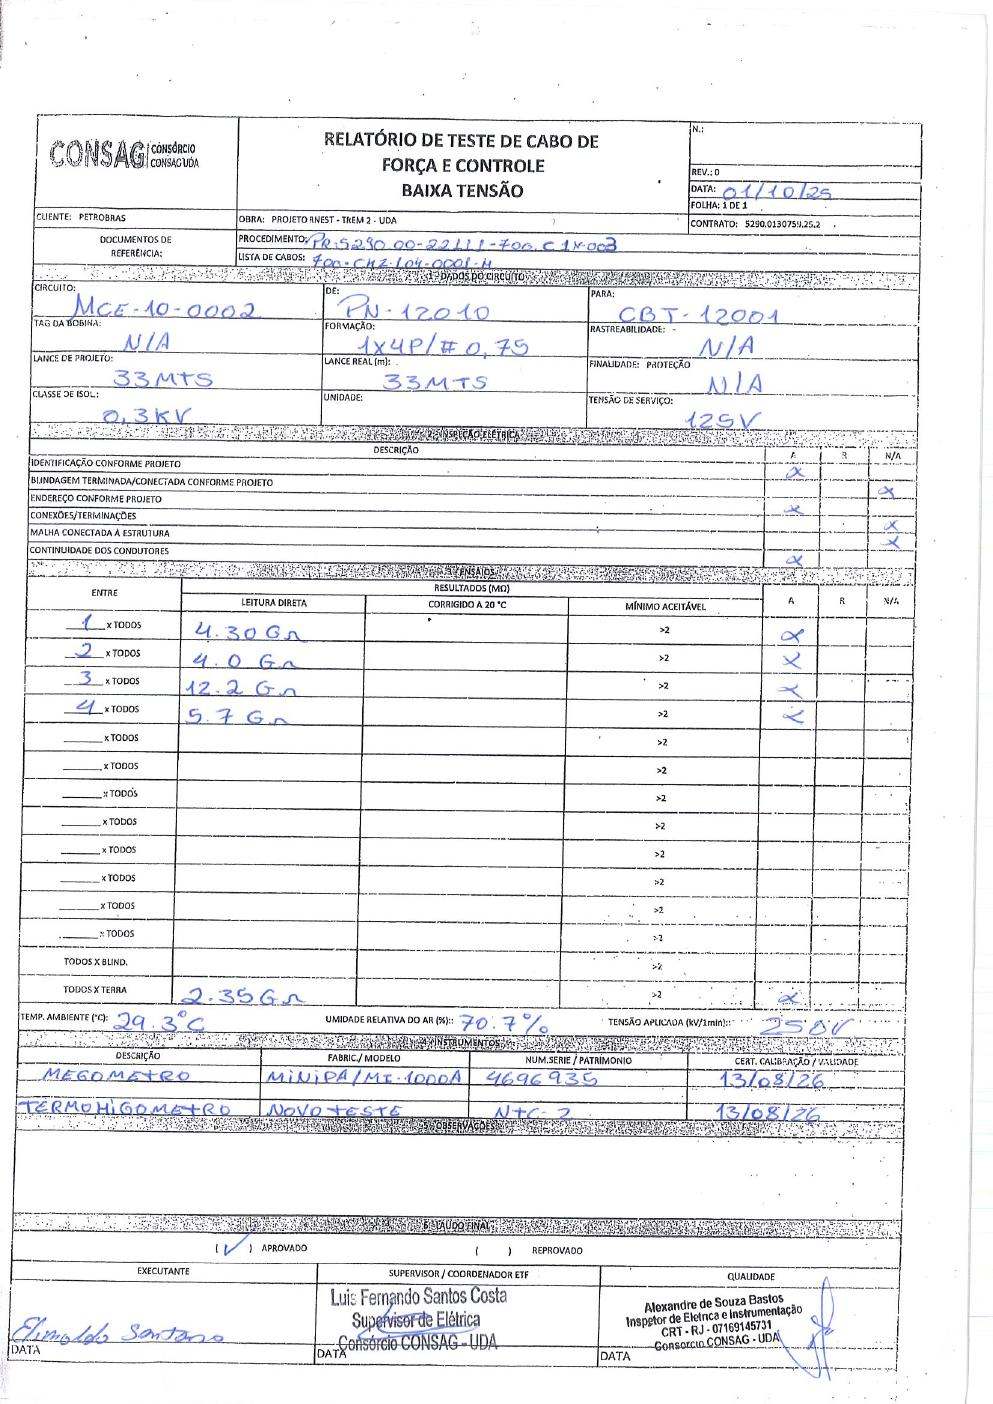 CONSAG CONSÓRCIO CONSAG UDA
RELATÓRIO DE TESTE DE CABO DE
FORÇA E CONTROLE
BAIXA TENSÃO
N.:
REV.: 0
DATA: 01/10/25
FOLHA: 1 DE 1
CLIENTE: PETROBRAS
OBRA: PROJETO RNEST - TREM 2 - UDA
CONTRATO: 5290.0130759.25.2
DOCUMENTOS DE
REFERÊNCIA:
PROCEDIMENTO: PR-5290.00-22111-700.C1X-003
LISTA DE CABOS: 700-CMZ-L04-0001-H
1 - DADOS DO CIRCUITO
CIRCUITO: MCE-10-0002
DE: PN-12010
PARA: CBT-12001
TAG DA BOBINA: N/A
FORMAÇÃO: 1X4P/# 0,75
RASTREABILIDADE: - N/A
LANCE DE PROJETO: 33MTS
LANCE REAL (m): 33MTS
FINALIDADE: PROTEÇÃO N/A
CLASSE DE ISOL.: 0,3KV
UNIDADE:
TENSÃO DE SERVIÇO: 125V
2 - INSPEÇÃO ELÉTRICA
DESCRIÇÃO A R N/A
IDENTIFICAÇÃO CONFORME PROJETO x
BLINDAGEM TERMINADA/CONECTADA CONFORME PROJETO x
ENDEREÇO CONFORME PROJETO x
CONEXÕES/TERMINAÇÕES x
MALHA CONECTADA À ESTRUTURA x
CONTINUIDADE DOS CONDUTORES x
3 - ENSAIOS
ENTRE RESULTADOS (MΩ) A R N/A
LEITURA DIRETA CORRIGIDO A 20 °C MÍNIMO ACEITÁVEL
1 x TODOS 4.30 GΩ >2 x
2 x TODOS 4.0 GΩ >2 x
3 x TODOS 12.2 GΩ >2 x
4 x TODOS 5.7 GΩ >2 x
x TODOS >2
x TODOS >2
x TODOS >2
x TODOS >2
x TODOS >2
x TODOS >2
x TODOS >2
x TODOS >2
TODOS X BLIND. >2
TODOS X TERRA 2.35 GΩ >2 x
TEMP. AMBIENTE (°C): 29.3°C UMIDADE RELATIVA DO AR (%):: 70.7% TENSÃO APLICADA (kV/1min):: 250V
4 - INSTRUMENTOS
DESCRIÇÃO FABRIC./ MODELO NUM.SERIE / PATRIMONIO CERT. CALIBRAÇÃO / VALIDADE
MEGOMETRO MINIPA/MI-1000A 4696935 13/08/26
TERMOHIGOMETRO NOVOTESTE NTC-2 13/08/26
5 - OBSERVAÇÕES
6 - LAUDO FINAL
( ✓ ) APROVADO ( ) REPROVADO
EXECUTANTE SUPERVISOR / COORDENADOR ETF QUALIDADE
Luis Fernando Santos Costa
Supervisor de Elétrica
Consórcio CONSAG - UDA
Alexandre de Souza Bastos
Inspetor de Eletrica e Instrumentação
CRT - RJ - 07169145731
Consorcio CONSAG - UDA
DATA DATA DATA